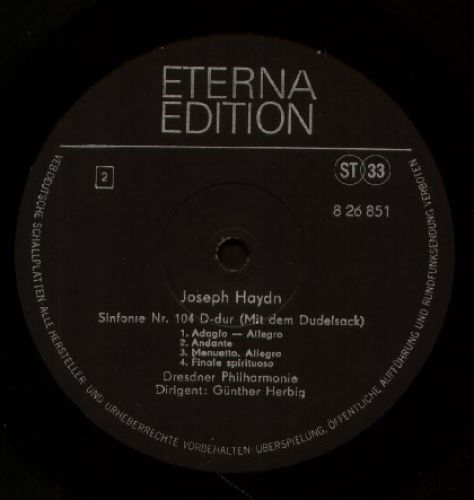 ETERNA
EDITION
2
ST 33
8 26 851
Joseph Haydn
Sinfonie Nr. 104 D-dur (Mit dem Dudelsack)
1. Adagio — Allegro
2. Andante
3. Menuetto, Allegro
4. Finale spirituoso
Dresdner Philharmonie
Dirigent: Günther Herbig
VEB DEUTSCHE SCHALLPLATTEN ALLE HERSTELLER- UND URHEBERRECHTE VORBEHALTEN · ÜBERSPIELUNG, ÖFFENTLICHE AUFFÜHRUNG UND RUNDFUNKSENDUNG VERBOTEN